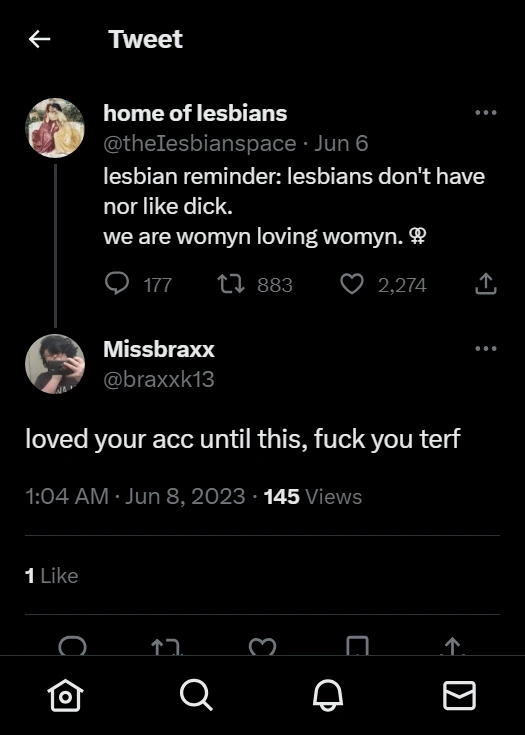 Tweet
home of lesbians
@theIesbianspace · Jun 6
lesbian reminder: lesbians don't have
nor like dick.
we are womyn loving womyn. ⚢
177 883 2,274
Missbraxx
@braxxk13
loved your acc until this, fuck you terf
1:04 AM · Jun 8, 2023 · 145 Views
1 Like